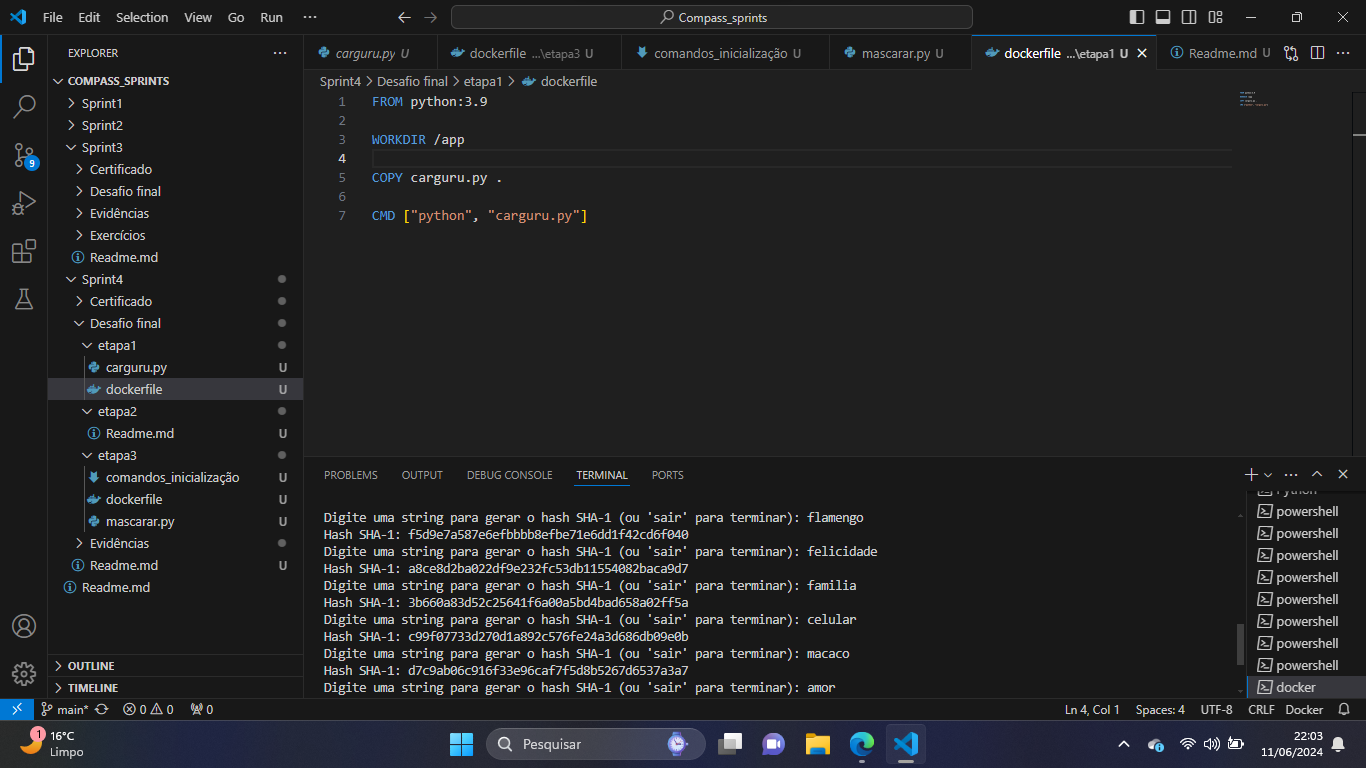 File Edit Selection View Go Run ··· Compass_sprints
EXPLORER ···
COMPASS_SPRINTS
Sprint1
Sprint2
Sprint3
Certificado
Desafio final
Evidências
Exercícios
Readme.md
Sprint4
Certificado
Desafio final
etapa1
carguru.py U
dockerfile U
etapa2
Readme.md U
etapa3
comandos_inicialização U
dockerfile U
mascarar.py U
Evidências
Readme.md U
Readme.md
OUTLINE
TIMELINE
9
carguru.py U dockerfile ...\etapa3 U comandos_inicialização U mascarar.py U dockerfile ...\etapa1 U Readme.md U ···
Sprint4 > Desafio final > etapa1 > dockerfile
1 FROM python:3.9
2
3 WORKDIR /app
4
5 COPY carguru.py .
6
7 CMD ["python", "carguru.py"]
PROBLEMS OUTPUT DEBUG CONSOLE TERMINAL PORTS
Digite uma string para gerar o hash SHA-1 (ou 'sair' para terminar): flamengo
Hash SHA-1: f5d9e7a587e6efbbbb8efbe71e6dd1f42cd6f040
Digite uma string para gerar o hash SHA-1 (ou 'sair' para terminar): felicidade
Hash SHA-1: a8ce8d2ba022df9e232fc53db11554082baca9d7
Digite uma string para gerar o hash SHA-1 (ou 'sair' para terminar): familia
Hash SHA-1: 3b660a83d52c25641f6a00a5bd4bad658a02ff5a
Digite uma string para gerar o hash SHA-1 (ou 'sair' para terminar): celular
Hash SHA-1: c99f07733d270d1a892c576fe24a3d686db09e0b
Digite uma string para gerar o hash SHA-1 (ou 'sair' para terminar): macaco
Hash SHA-1: d7c9ab06c916f33e96caf7f5d8b5267d6537a3a7
Digite uma string para gerar o hash SHA-1 (ou 'sair' para terminar): amor
Python
powershell
powershell
powershell
powershell
powershell
powershell
powershell
powershell
docker
main* 0 0 0 Ln 4, Col 1 Spaces: 4 UTF-8 CRLF Docker
1
16°C
Limpo
Pesquisar
22:03
11/06/2024